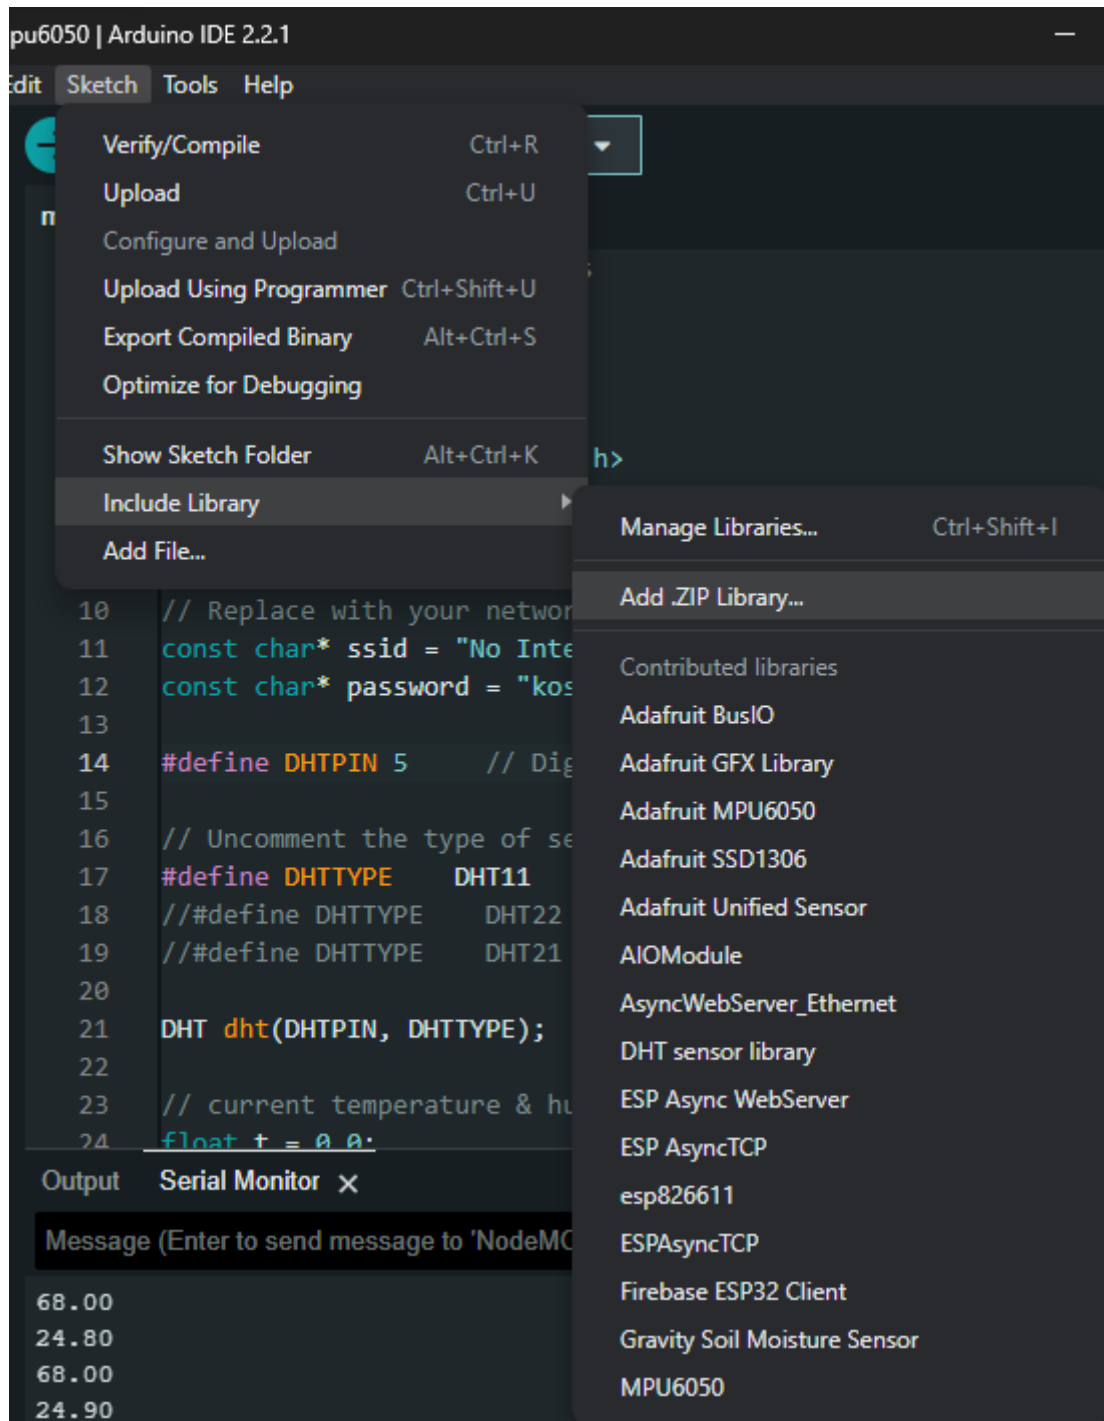 pu6050 | Arduino IDE 2.2.1
Edit Sketch Tools Help
Verify/Compile Ctrl+R
Upload Ctrl+U
Configure and Upload
Upload Using Programmer Ctrl+Shift+U
Export Compiled Binary Alt+Ctrl+S
Optimize for Debugging
Show Sketch Folder Alt+Ctrl+K
h>
Include Library
Add File...
Manage Libraries... Ctrl+Shift+I
Add .ZIP Library...
Contributed libraries
Adafruit BusIO
Adafruit GFX Library
Adafruit MPU6050
Adafruit SSD1306
Adafruit Unified Sensor
AIOModule
AsyncWebServer_Ethernet
DHT sensor library
ESP Async WebServer
ESP AsyncTCP
esp826611
ESPAsyncTCP
Firebase ESP32 Client
Gravity Soil Moisture Sensor
MPU6050
10 // Replace with your networ
11 const char* ssid = "No Inte
12 const char* password = "kos
13
14 #define DHTPIN 5 // Dig
15
16 // Uncomment the type of se
17 #define DHTTYPE DHT11
18 //#define DHTTYPE DHT22
19 //#define DHTTYPE DHT21
20
21 DHT dht(DHTPIN, DHTTYPE);
22
23 // current temperature & hu
24 float t = 0.0;
Output Serial Monitor
Message (Enter to send message to 'NodeMC
68.00
24.80
68.00
24.90